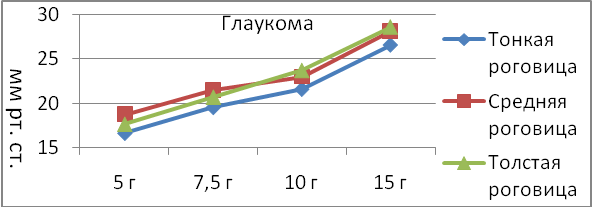 Глаукома
мм рт. ст.
30
25
20
15
5 г
7,5 г
10 г
15 г
Тонкая
роговица
Средняя
роговица
Толстая
роговица